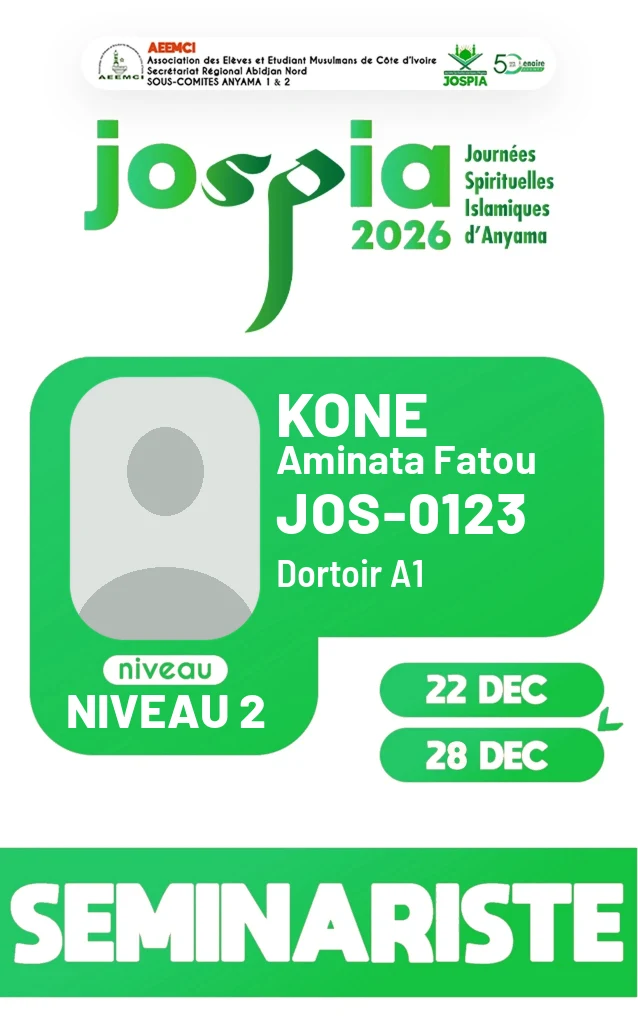 AEEMCI
Association des Elèves et Etudiant Musulmans de Côte d'Ivoire
Secrétariat Régional Abidjan Nord
SOUS-COMITES ANYAMA 1 & 2
AEEMCI
JOSPIA
50enaire
jospia
2026
Journées
Spirituelles
Islamiques
d'Anyama
KONE
Aminata Fatou
JOS-0123
Dortoir A1
niveau
NIVEAU 2
22 DEC
28 DEC
SEMINARISTE